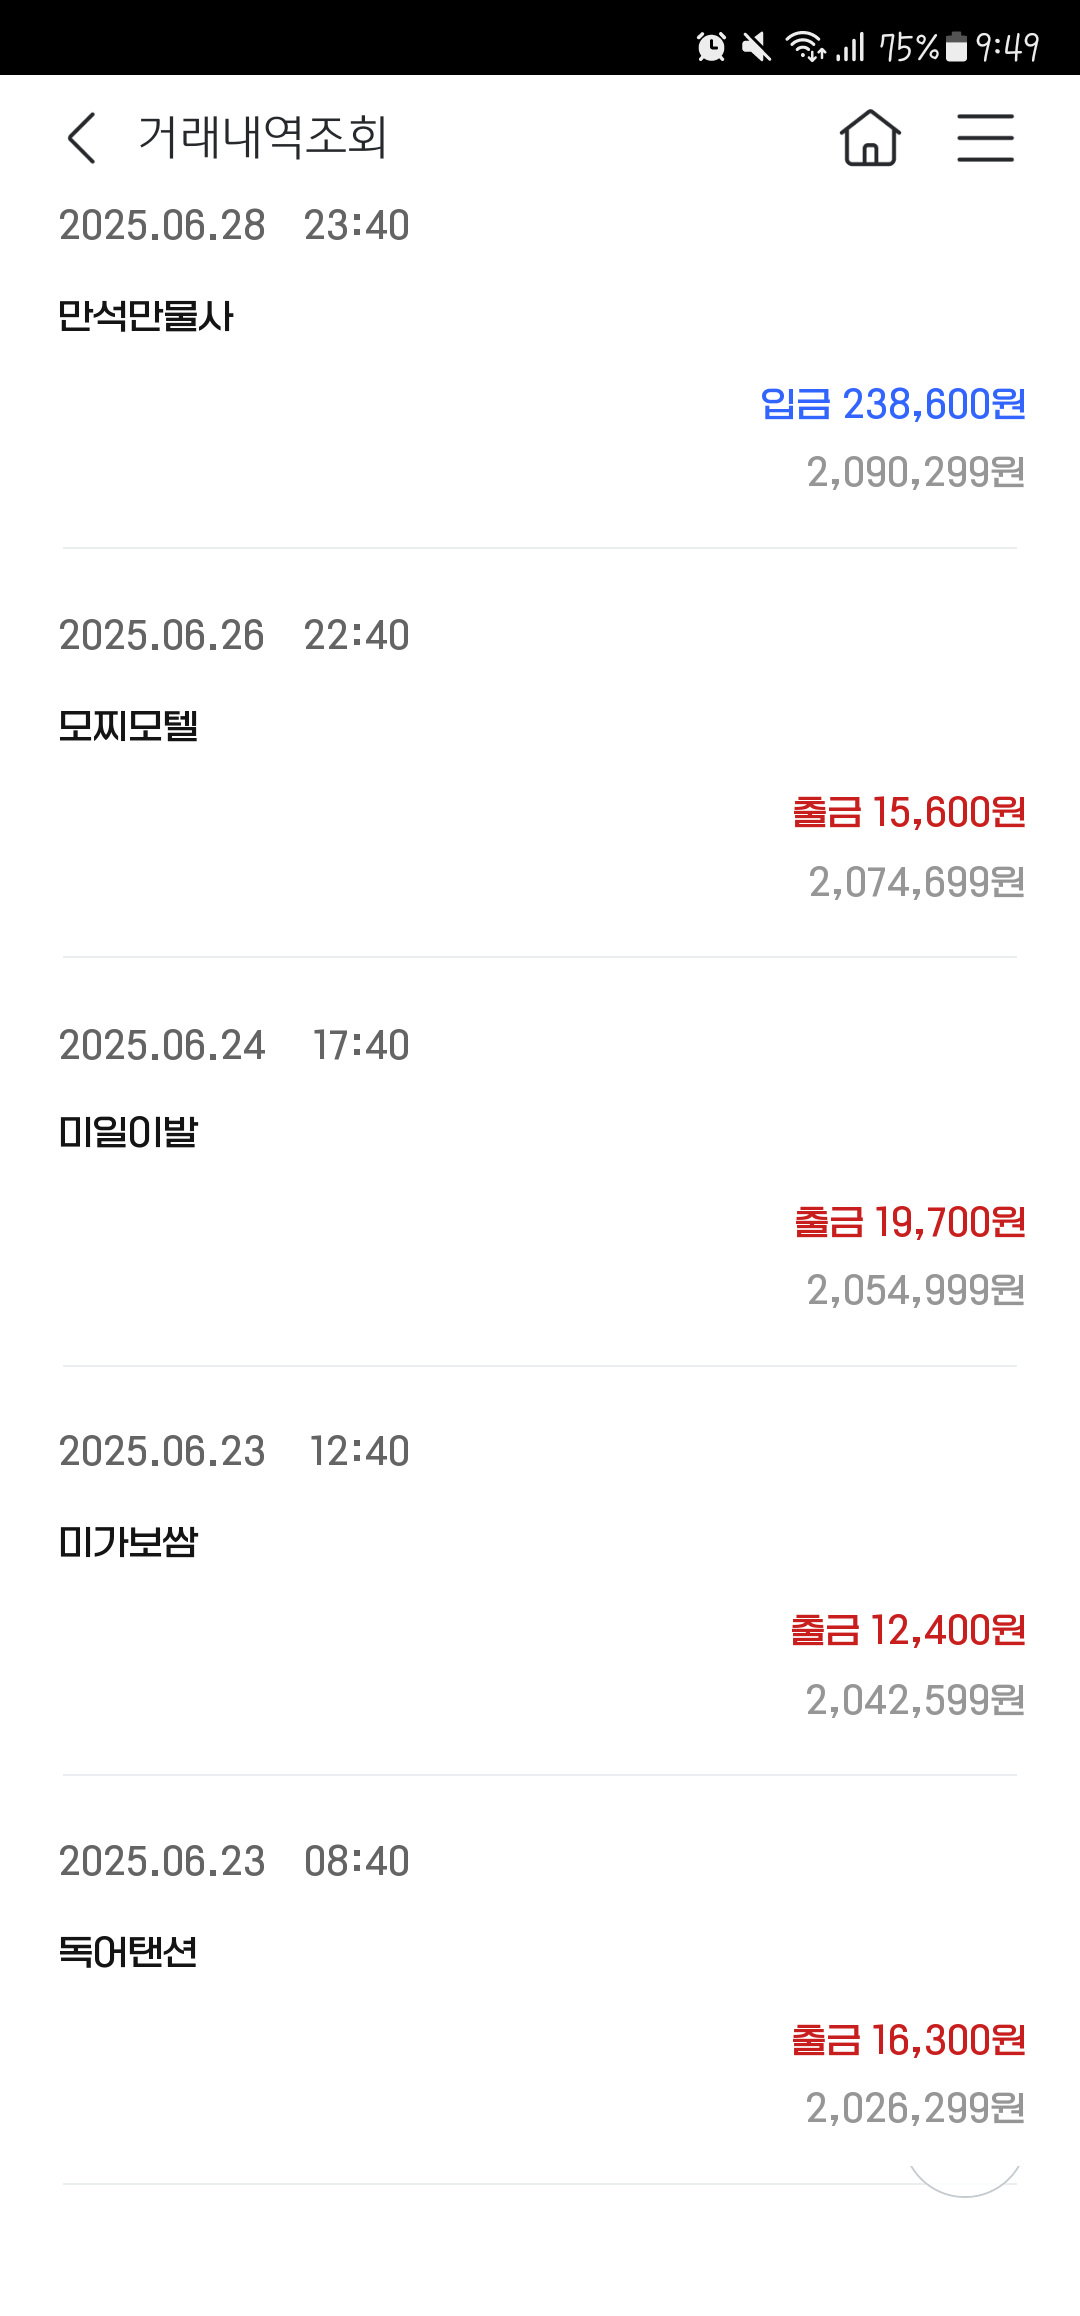 75% 9:49
거래내역조회
2025.06.28 23:40
만석만물사
입금 238,600원
2,090,299원
2025.06.26 22:40
모찌모텔
출금 15,600원
2,074,699원
2025.06.24 17:40
미일이발
출금 19,700원
2,054,999원
2025.06.23 12:40
미가보쌈
출금 12,400원
2,042,599원
2025.06.23 08:40
독어탠션
출금 16,300원
2,026,299원